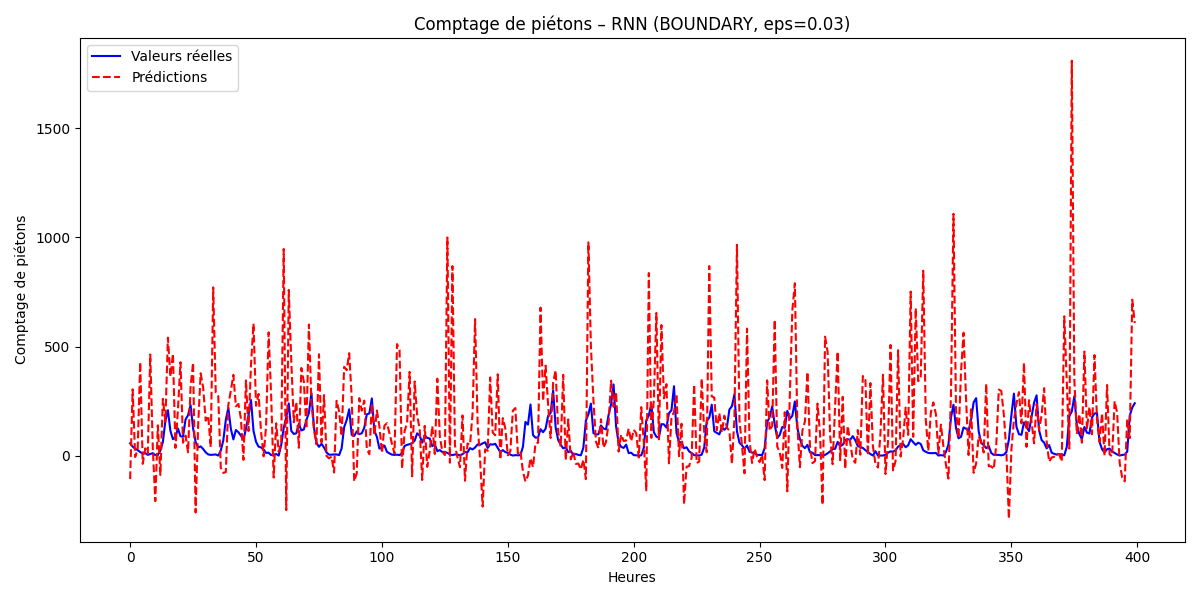 Comptage de piétons – RNN (BOUNDARY, eps=0.03)
Valeurs réelles
Prédictions
Comptage de piétons
1500
1000
500
0
0 50 100 150 200 250 300 350 400
Heures